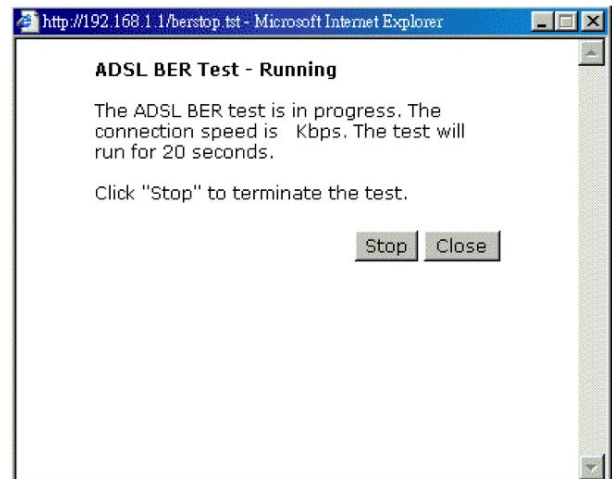 http://192.168.1.1/berstop.tst - Microsoft Internet Explorer
ADSL BER Test - Running
The ADSL BER test is in progress. The
connection speed is   Kbps. The test will
run for 20 seconds.
Click "Stop" to terminate the test.
Stop Close